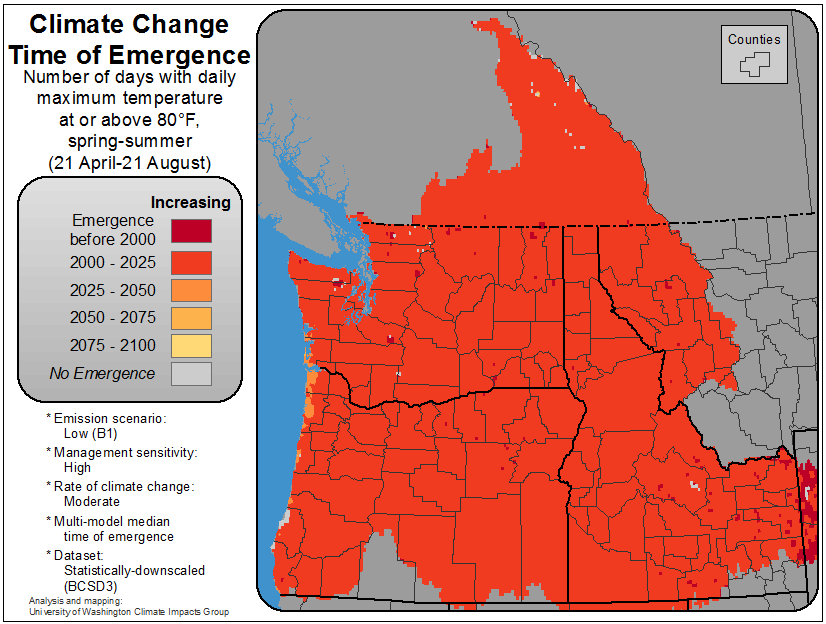 Climate Change
Time of Emergence
Number of days with daily
maximum temperature
at or above 80°F,
spring-summer
(21 April-21 August)
Increasing
Emergence
before 2000
2000 - 2025
2025 - 2050
2050 - 2075
2075 - 2100
No Emergence
* Emission scenario:
Low (B1)
* Management sensitivity:
High
* Rate of climate change:
Moderate
* Multi-model median
time of emergence
* Dataset:
Statistically-downscaled
(BCSD3)
Analysis and mapping:
University of Washington Climate Impacts Group
Counties